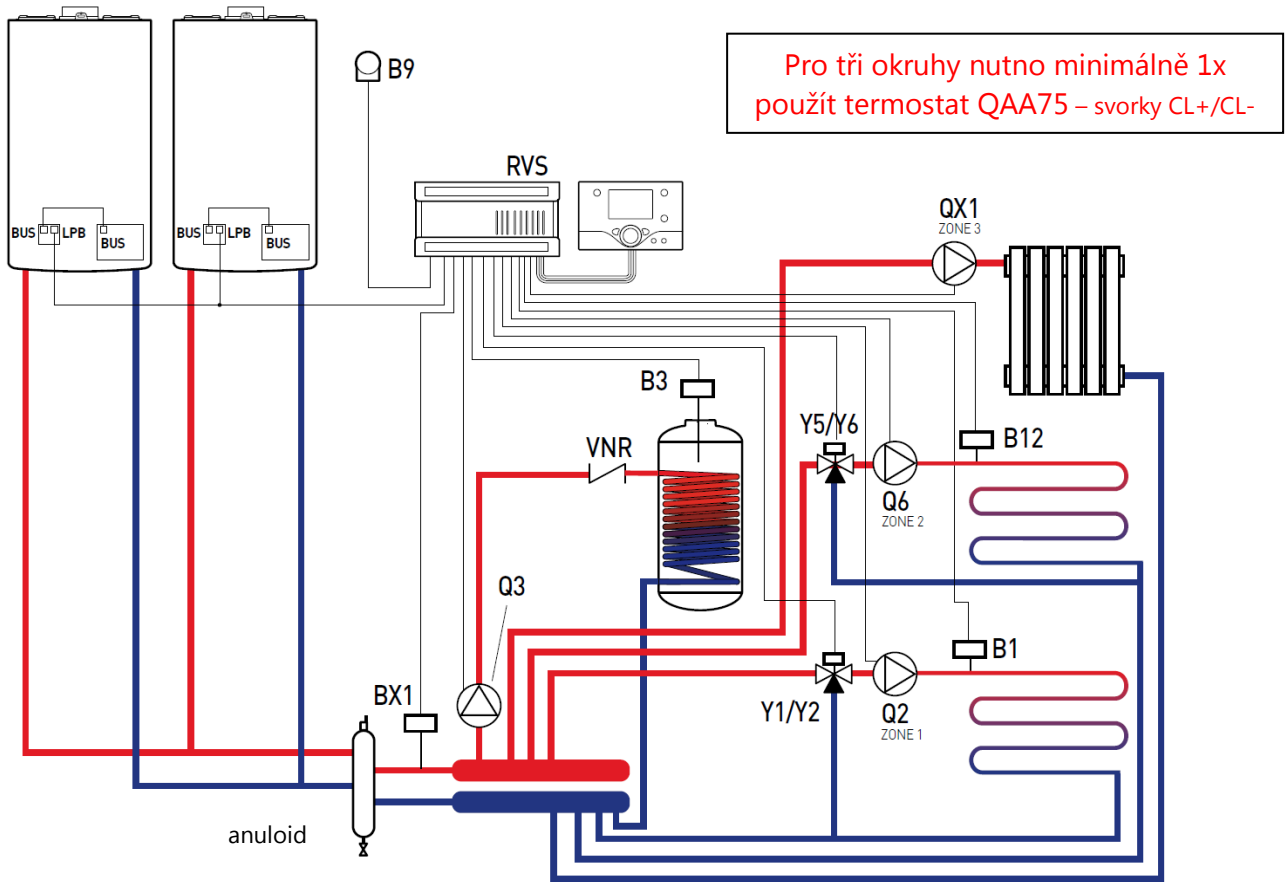 B9
Pro tři okruhy nutno minimálně 1x
použít termostat QAA75 – svorky CL+/CL-
RVS
QX1
ZONE 3
BUS LPB
BUS
BUS LPB
BUS
B3
Y5/Y6
B12
VNR
Q6
ZONE 2
Q3
B1
BX1
Y1/Y2
Q2
ZONE 1
anuloid